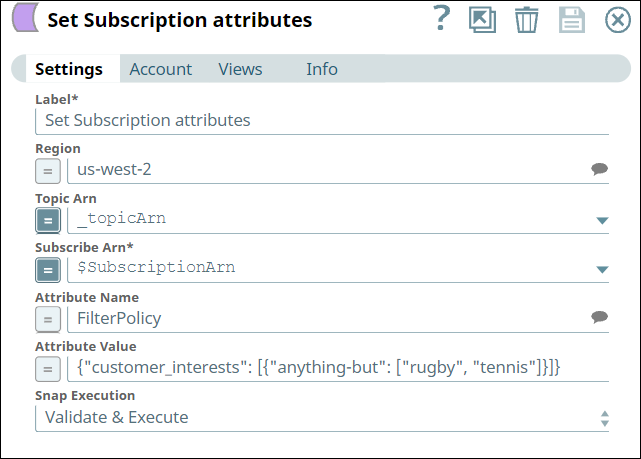 Set Subscription attributes
?
Settings Account Views Info
Label*
Set Subscription attributes
Region
= us-west-2
Topic Arn
= _topicArn
Subscribe Arn*
= $SubscriptionArn
Attribute Name
= FilterPolicy
Attribute Value
= {"customer_interests": [{"anything-but": ["rugby", "tennis"]}]}
Snap Execution
Validate & Execute